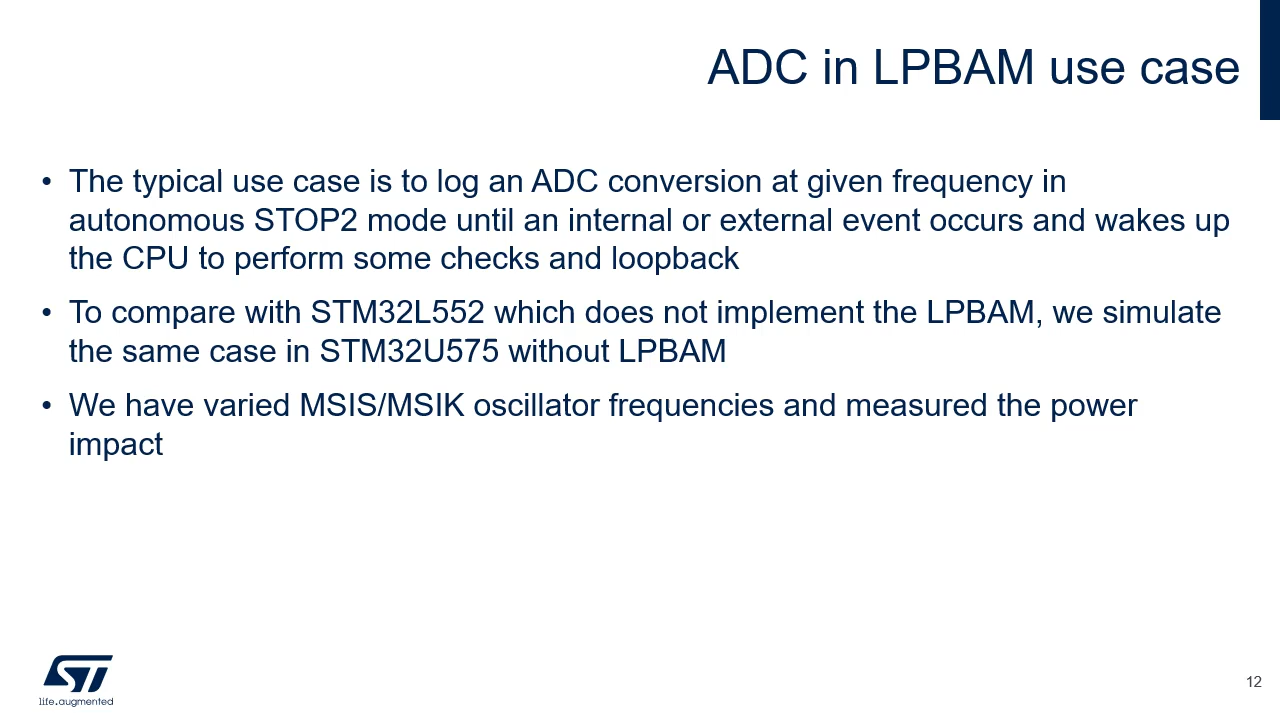 ADC in LPBAM use case
• The typical use case is to log an ADC conversion at given frequency in
autonomous STOP2 mode until an internal or external event occurs and wakes up
the CPU to perform some checks and loopback
• To compare with STM32L552 which does not implement the LPBAM, we simulate
the same case in STM32U575 without LPBAM
• We have varied MSIS/MSIK oscillator frequencies and measured the power
impact
ST
life.augmented
12